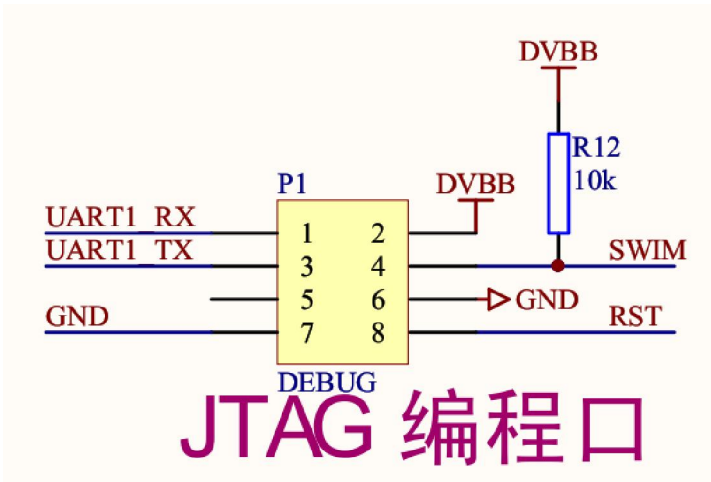 DVBB
R12
10k
P1
DVBB
UART1_RX
1 2
UART1_TX
3 4
SWIM
5 6
GND
GND
7 8
RST
DEBUG
JTAG 编程口